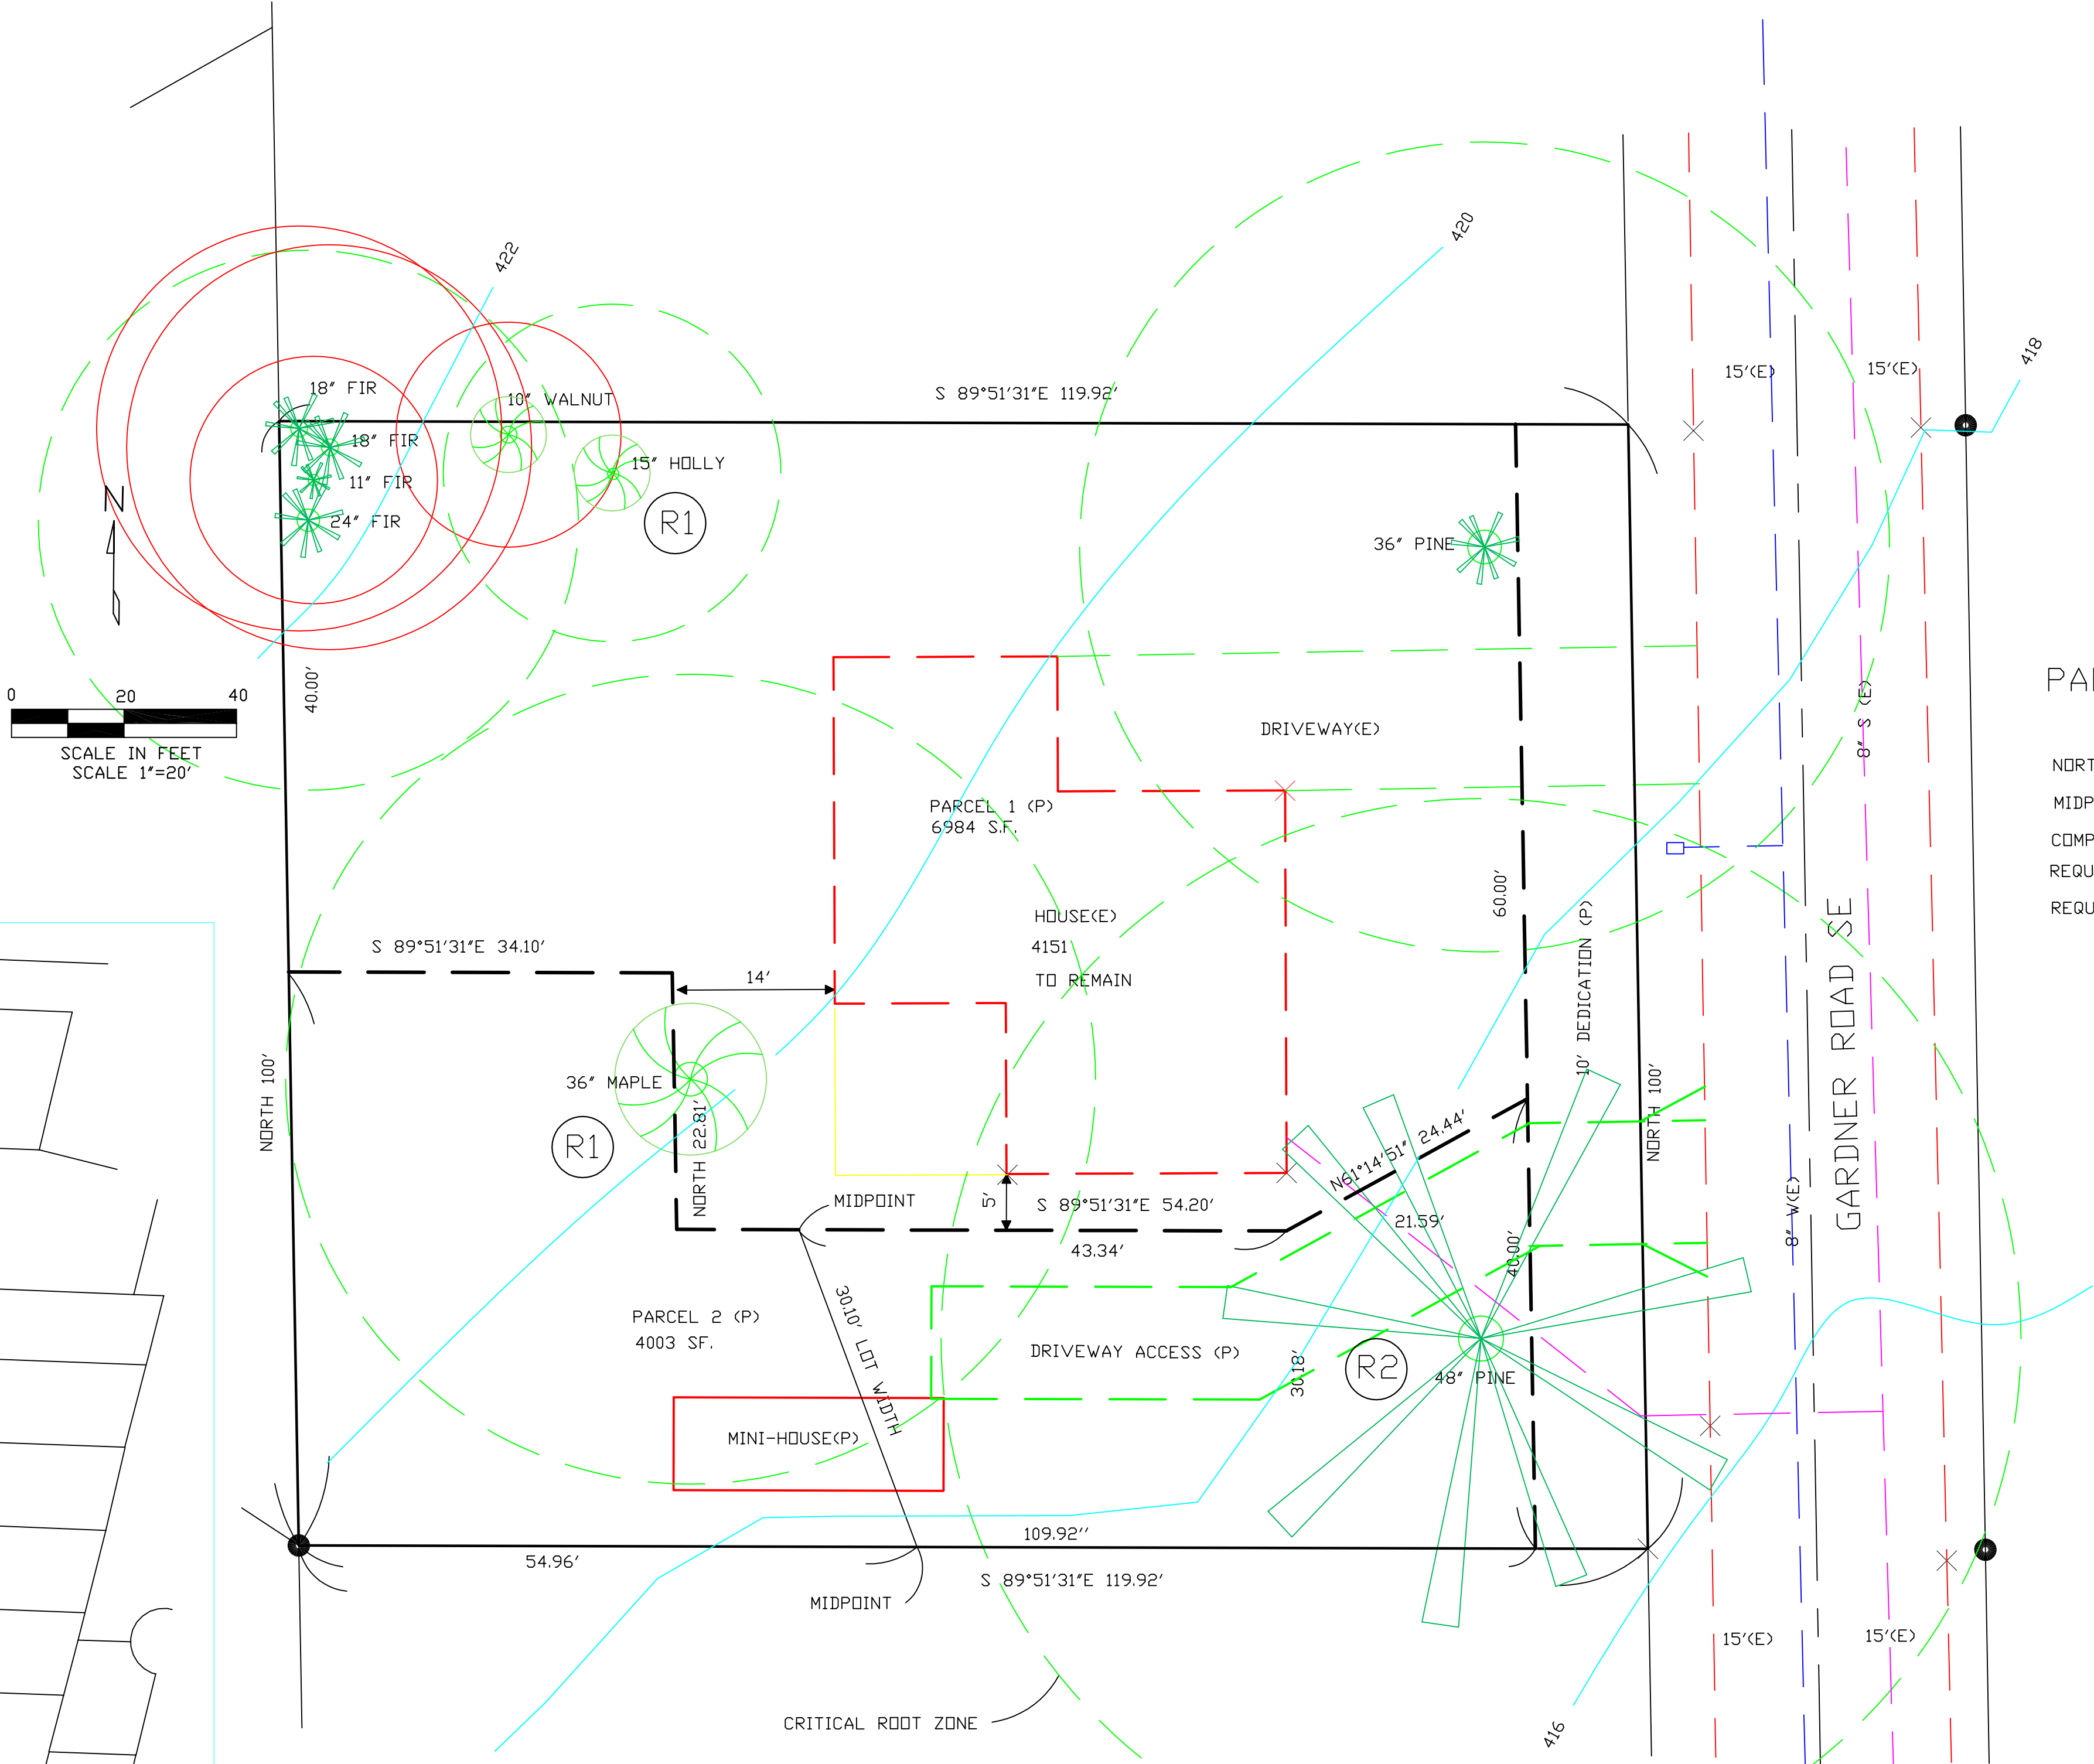 422
420
418
18" FIR
10" WALNUT
S 89°51'31"E 119.92'
15'(E)
15'(E)
18" FIR
15" HOLLY
11" FIR
24" FIR
N
R1
36" PINE
40.00'
0 20 40
SCALE IN FEET
SCALE 1"=20'
DRIVEWAY(E)
8" S (E)
PAR
NORT
MIDP
COMP
REQU
REQU
PARCEL 1 (P)
6984 S.F.
HOUSE(E)
4151
TO REMAIN
60.00'
10' DEDICATION (P)
GARDNER ROAD SE
S 89°51'31"E 34.10'
14'
NORTH 100'
36" MAPLE
R1
NORTH 22.81'
MIDPOINT
5'
S 89°51'31"E 54.20'
43.34'
N61°14'51" 24.44'
21.59'
40.00'
NORTH 100'
8" W(E)
PARCEL 2 (P)
4003 SF.
30.10' LOT WIDTH
DRIVEWAY ACCESS (P)
30.18'
R2
48" PINE
MINI-HOUSE(P)
109.92''
54.96'
S 89°51'31"E 119.92'
MIDPOINT
15'(E)
15'(E)
CRITICAL ROOT ZONE
416